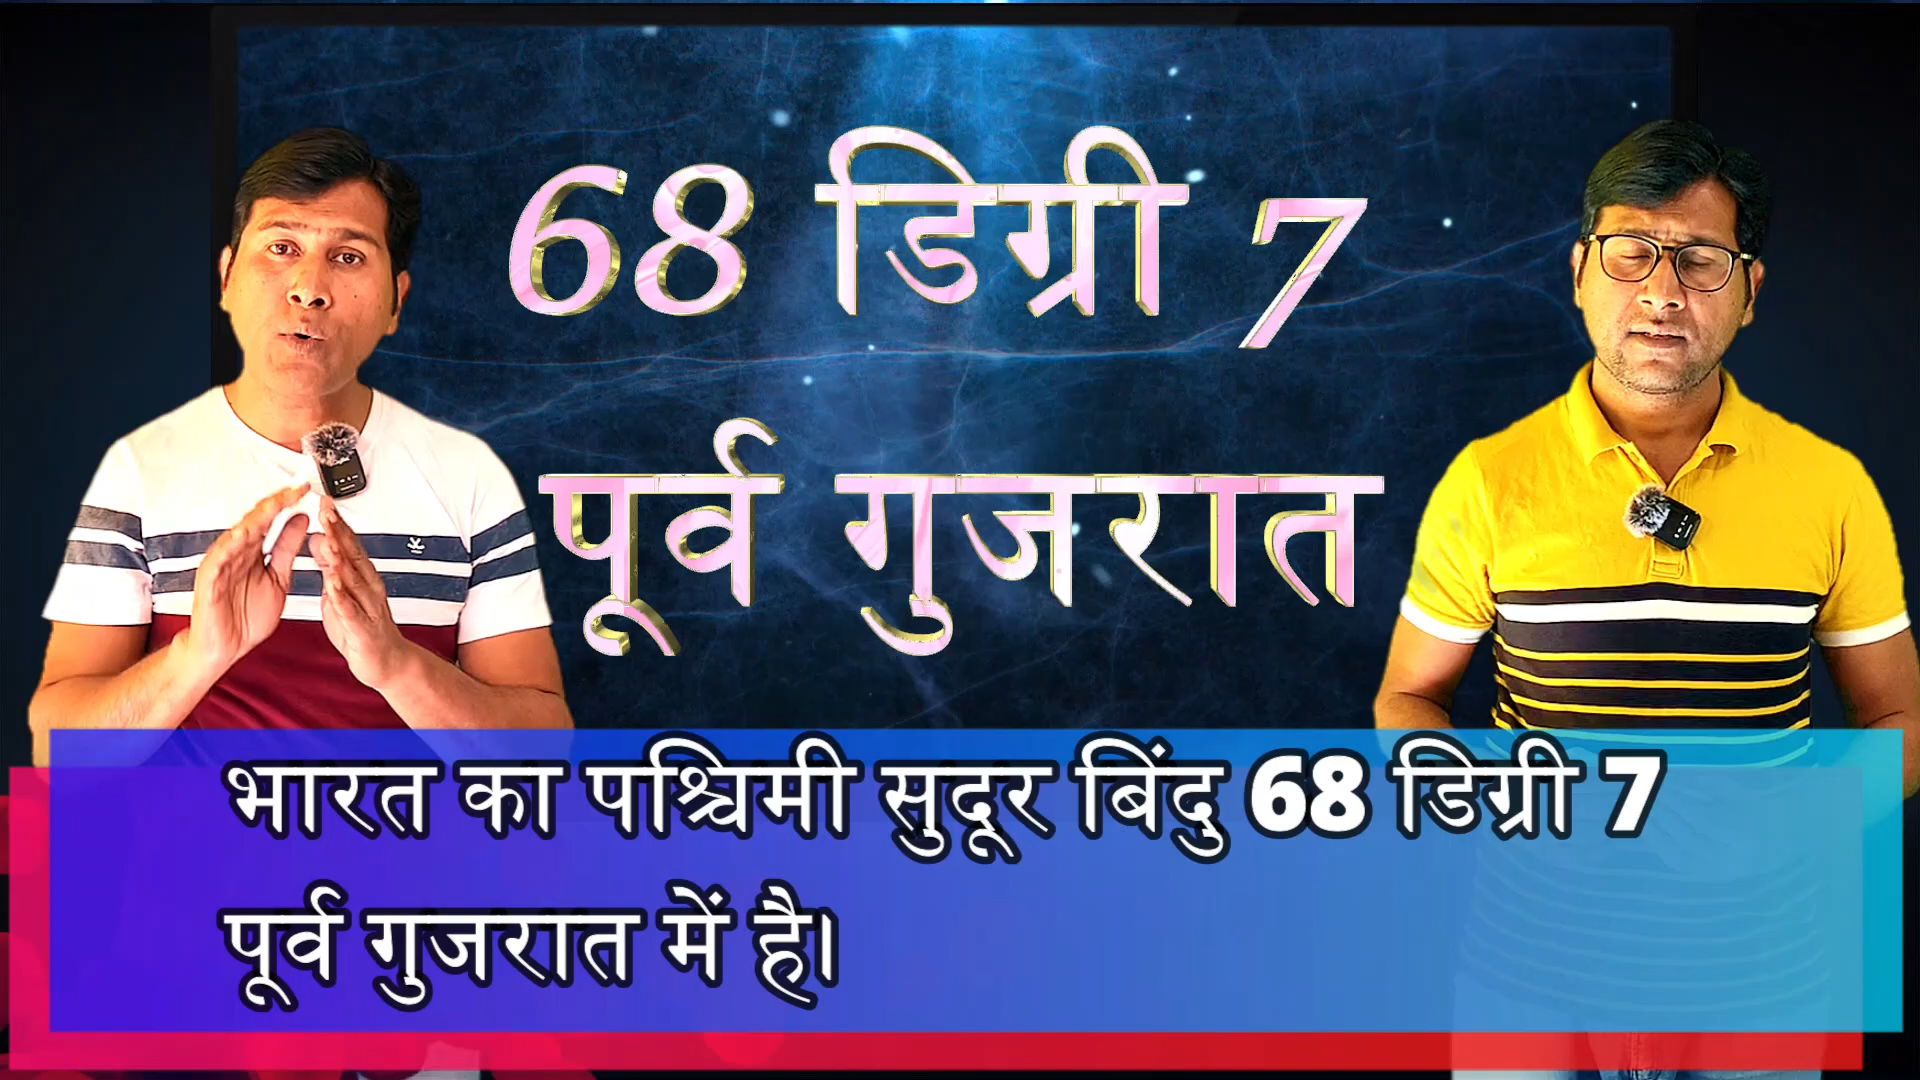 68 डिग्री 7
पूर्व गुजरात
भारत का पश्चिमी सुदूर बिंदु 68 डिग्री 7
पूर्व गुजरात में है।